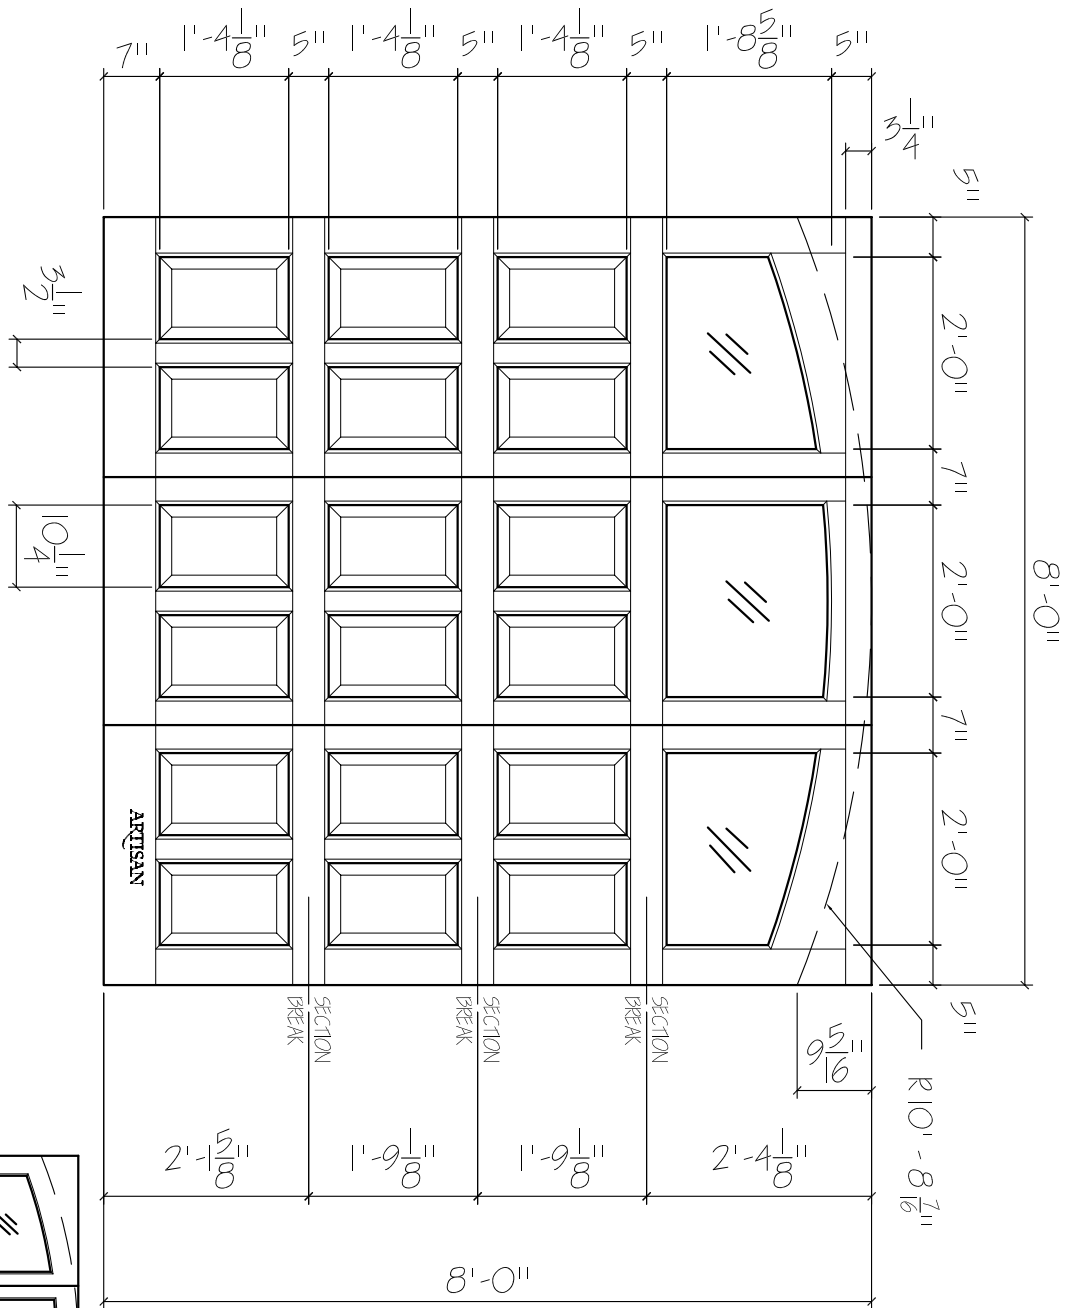 7" 1'-4 1/8" 5" 1'-4 1/8" 5" 1'-4 1/8" 5" 1'-8 5/8" 5"
3 1/4"
5"
2'-0"
7"
2'-0"
7"
2'-0"
5"
8'-0"
3 1/2"
10 1/4"
ARTISAN
SECTION
BREAK
SECTION
BREAK
SECTION
BREAK
9 5/16"
R 10'-8 7/16"
2'-1 5/8" 1'-9 1/8" 1'-9 1/8" 2'-4 1/8"
8'-0"